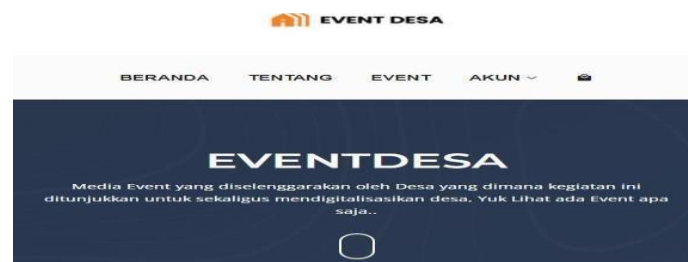 EVENT DESA
BERANDA TENTANG EVENT AKUN
EVENTDESA
Media Event yang diselenggarakan oleh Desa yang dimana kegiatan ini
ditunjukkan untuk sekaligus mendigitalisasikan desa, Yuk Lihat ada Event apa
saja..